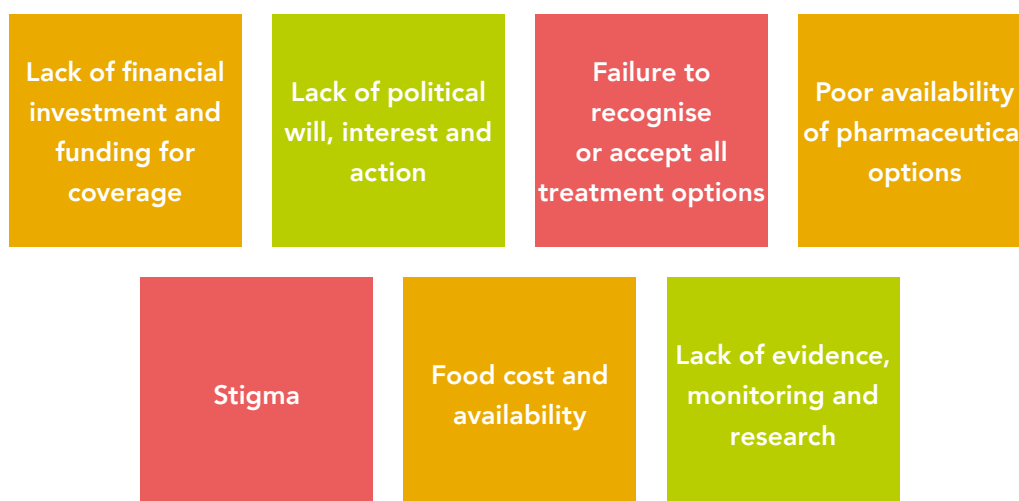 Lack of financial
investment and
funding for
coverage
Lack of political
will, interest and
action
Failure to
recognise
or accept all
treatment options
Poor availability
of pharmaceutica
options
Stigma
Food cost and
availability
Lack of evidence,
monitoring and
research